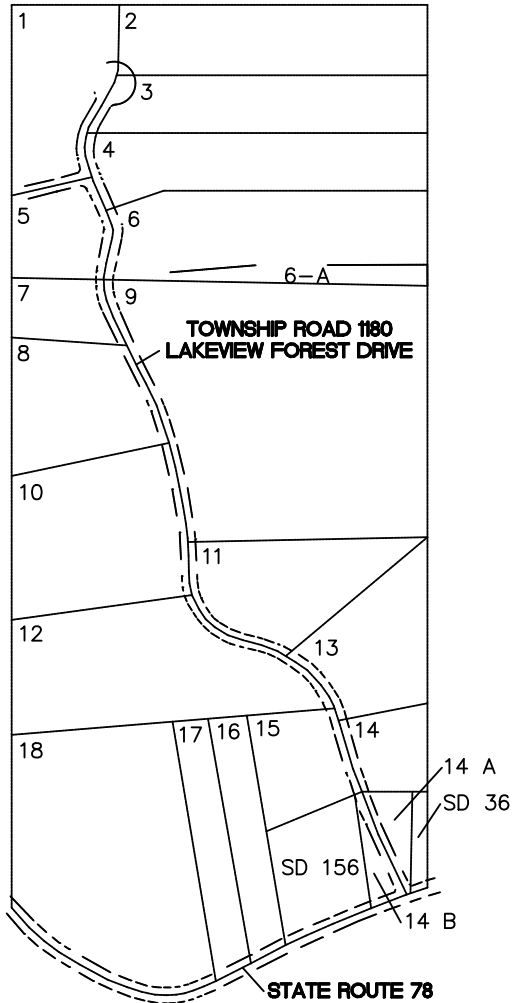 1
2
3
4
5
6
6-A
7
9
TOWNSHIP ROAD 1180
LAKEVIEW FOREST DRIVE
8
10
11
12
13
14
15
16
17
18
14 A
SD 36
SD 156
14 B
STATE ROUTE 78